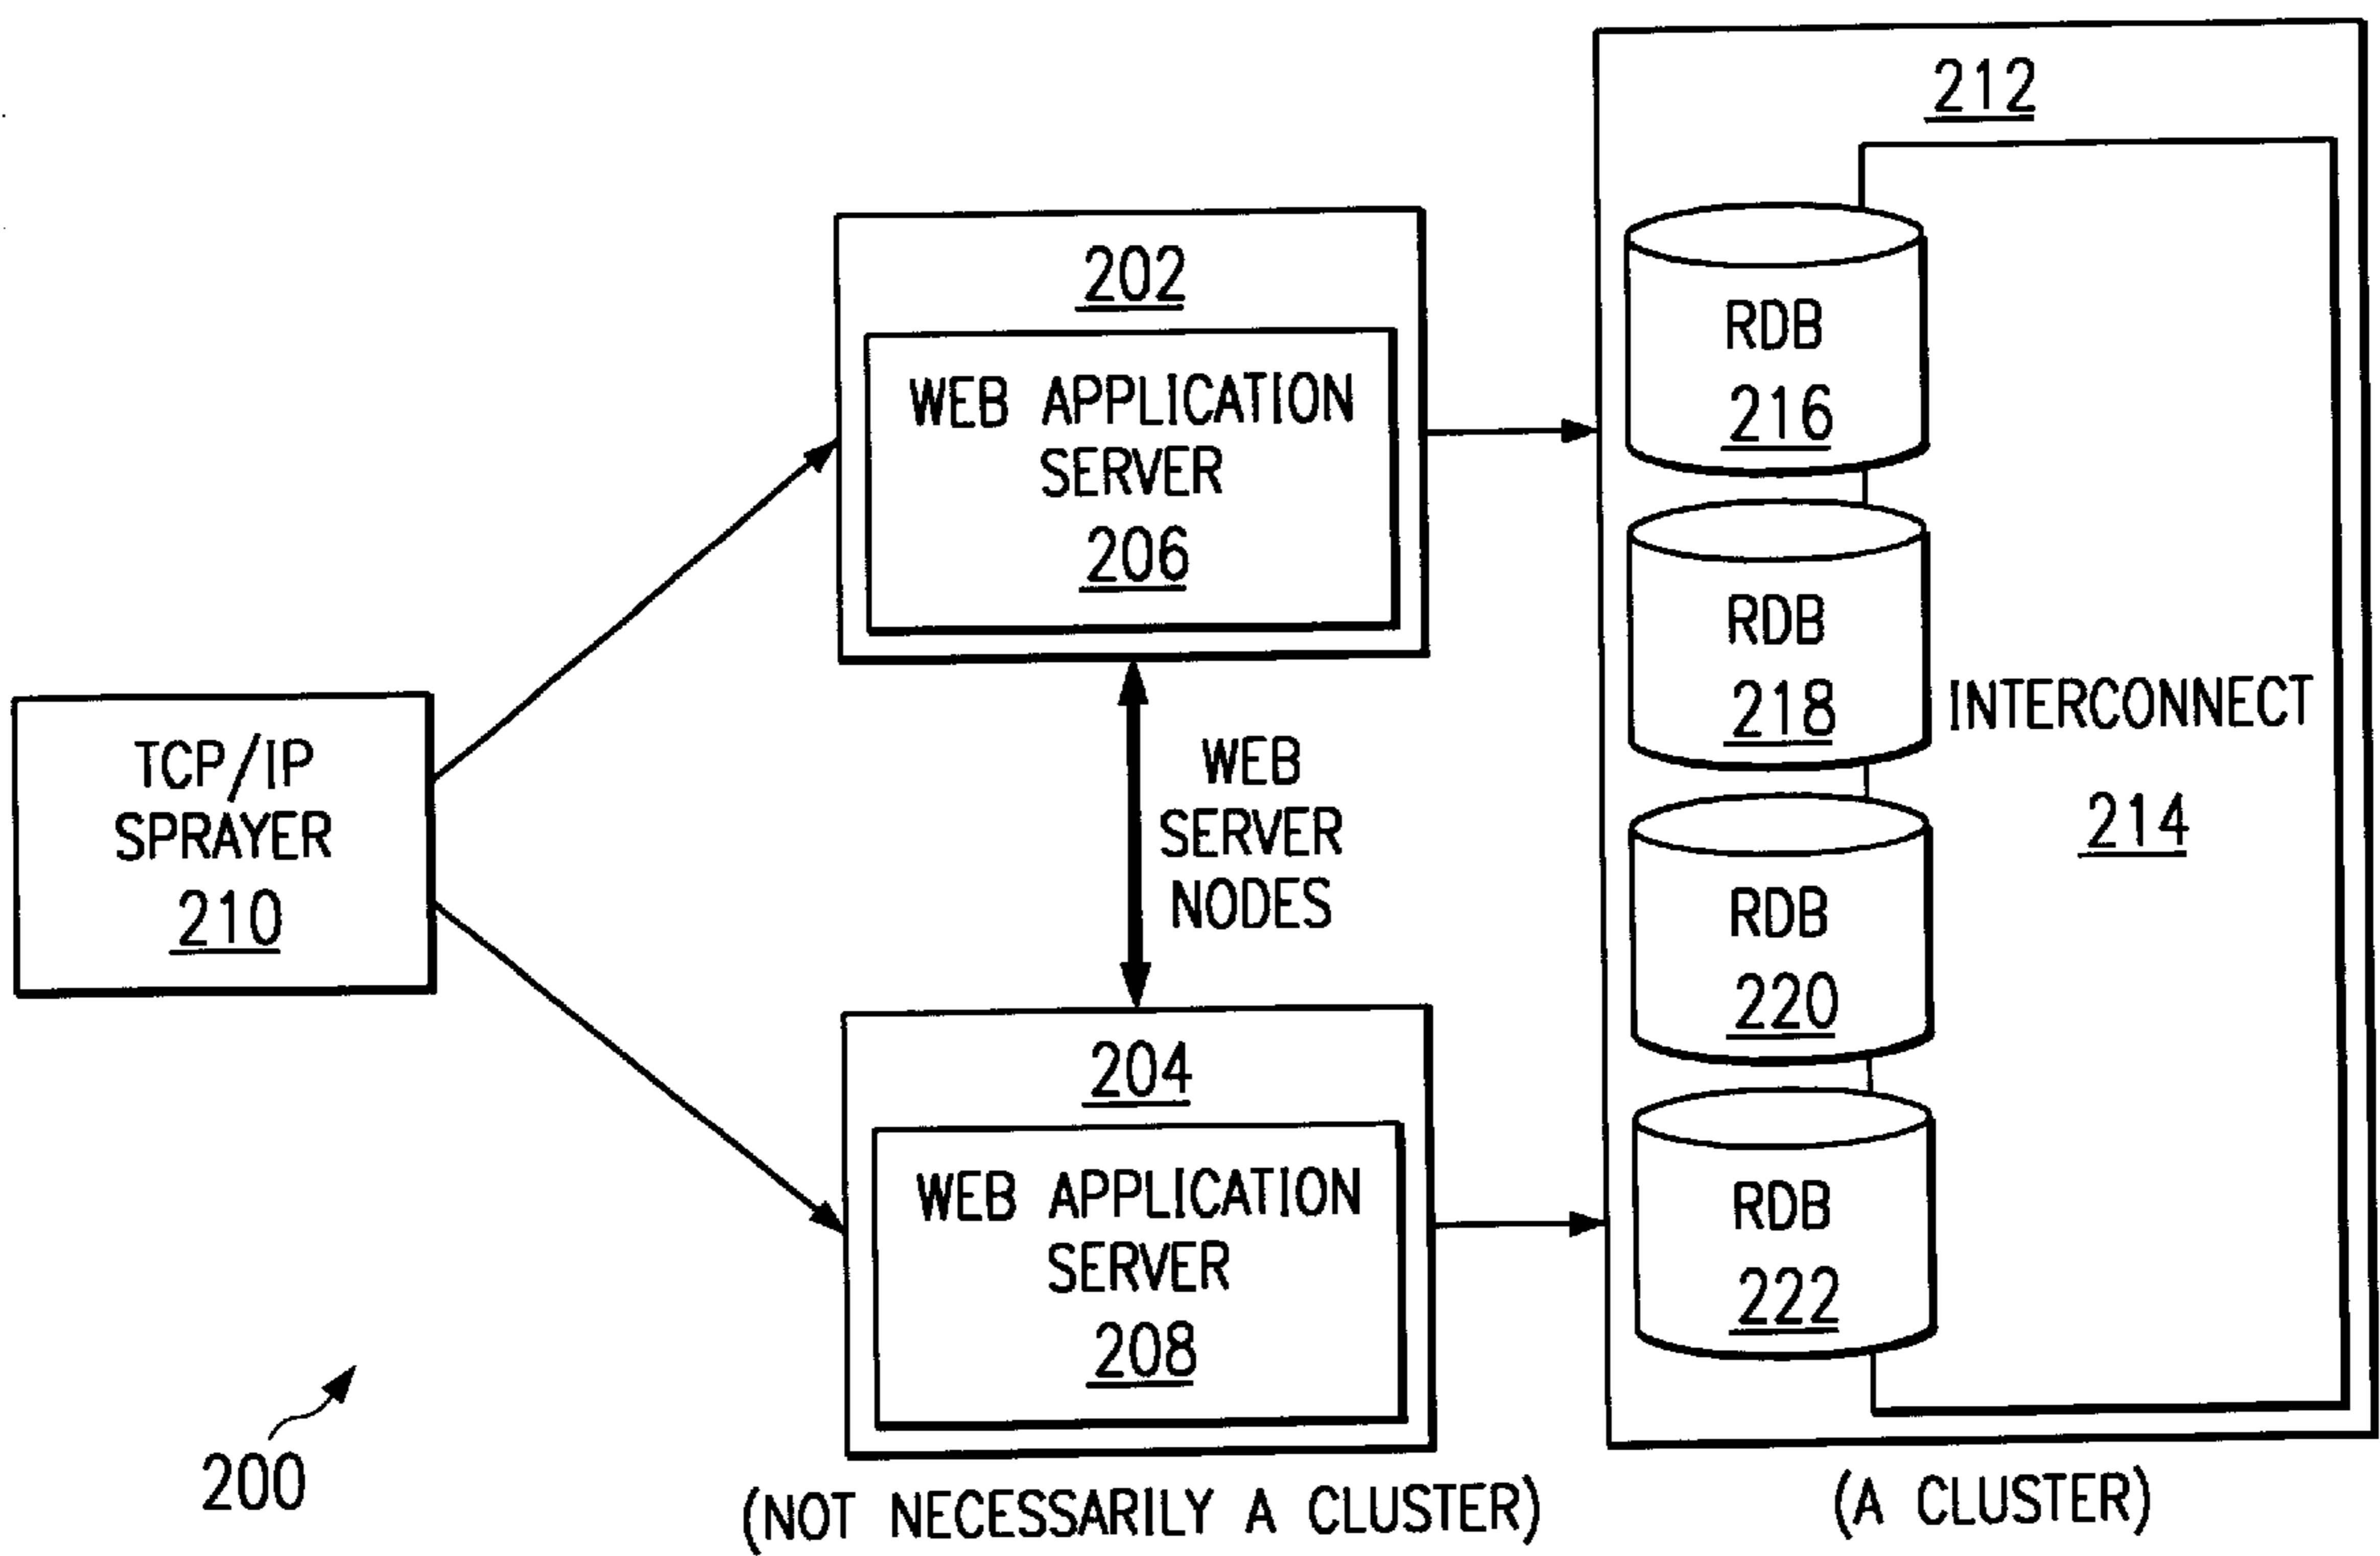 TCP/IP
SPRAYER
210
202
WEB APPLICATION
SERVER
206
WEB
SERVER
NODES
204
WEB APPLICATION
SERVER
208
(NOT NECESSARILY A CLUSTER)
212
RDB
216
RDB
218
INTERCONNECT
214
RDB
220
RDB
222
(A CLUSTER)
200